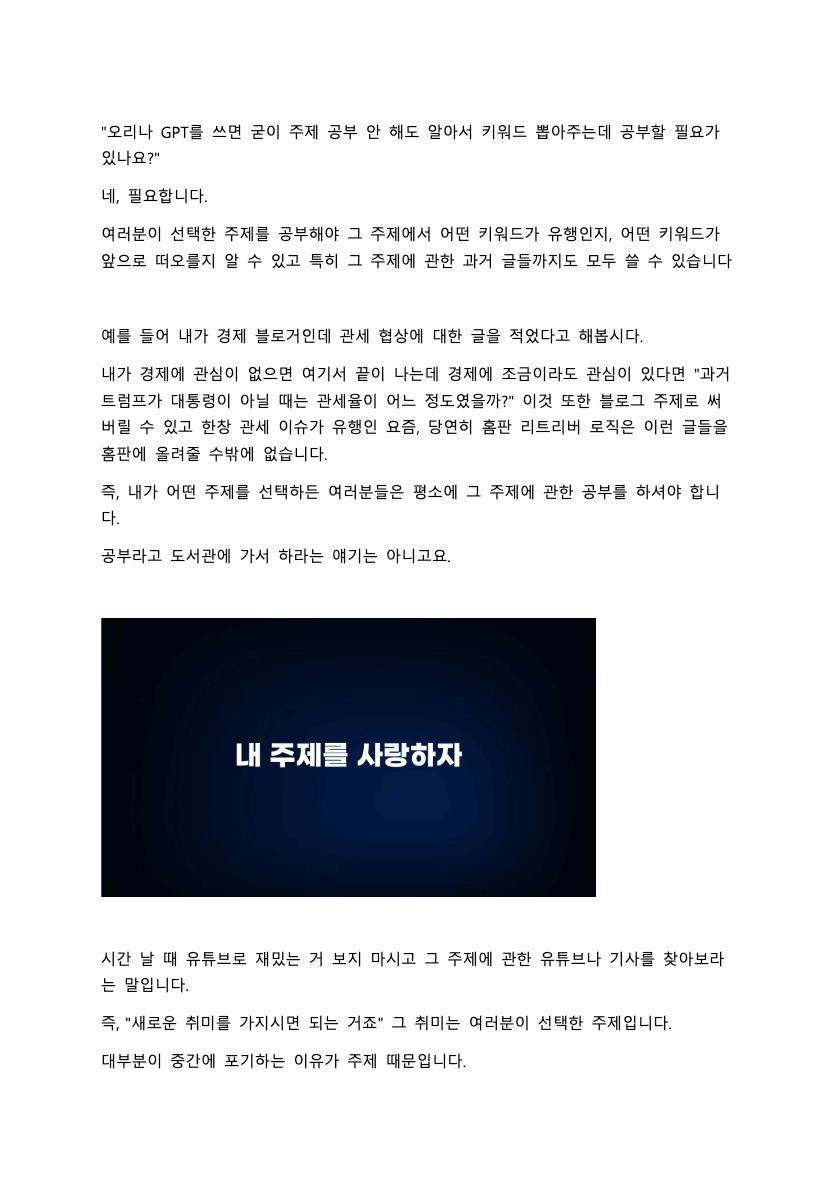 "오리나 GPT를 쓰면 굳이 주제 공부 안 해도 알아서 키워드 뽑아주는데 공부할 필요가
있나요?"
네, 필요합니다.
여러분이 선택한 주제를 공부해야 그 주제에서 어떤 키워드가 유행인지, 어떤 키워드가
앞으로 떠오를지 알 수 있고 특히 그 주제에 관한 과거 글들까지도 모두 쓸 수 있습니다
예를 들어 내가 경제 블로거인데 관세 협상에 대한 글을 적었다고 해봅시다.
내가 경제에 관심이 없으면 여기서 끝이 나는데 경제에 조금이라도 관심이 있다면 "과거
트럼프가 대통령이 아닐 때는 관세율이 어느 정도였을까?" 이것 또한 블로그 주제로 써
버릴 수 있고 한창 관세 이슈가 유행인 요즘, 당연히 홈판 리트리버 로직은 이런 글들을
홈판에 올려줄 수밖에 없습니다.
즉, 내가 어떤 주제를 선택하든 여러분들은 평소에 그 주제에 관한 공부를 하셔야 합니
다.
공부라고 도서관에 가서 하라는 얘기는 아니고요.
내 주제를 사랑하자
시간 날 때 유튜브로 재밌는 거 보지 마시고 그 주제에 관한 유튜브나 기사를 찾아보라
는 말입니다.
즉, "새로운 취미를 가지시면 되는 거죠" 그 취미는 여러분이 선택한 주제입니다.
대부분이 중간에 포기하는 이유가 주제 때문입니다.